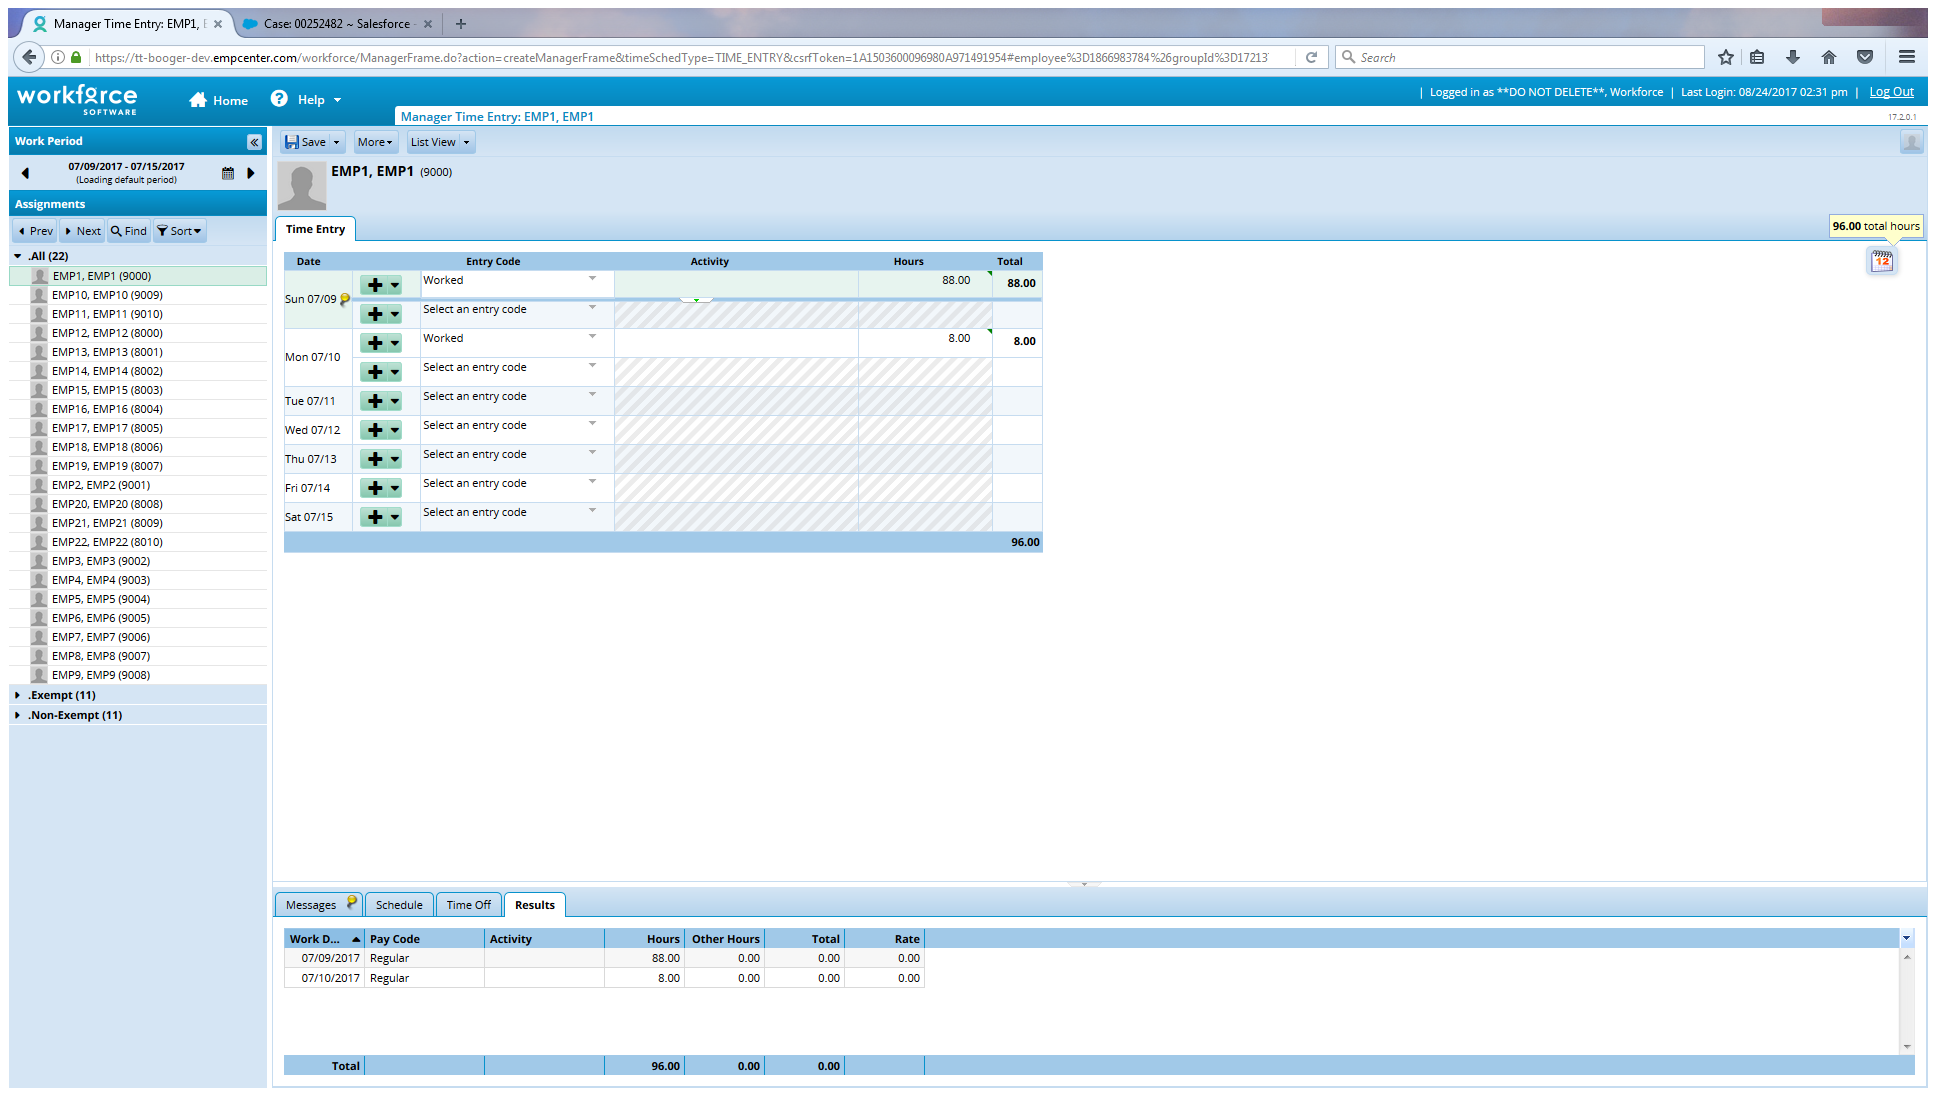 Manager Time Entry: EMP1, E
Case: 00252482 ~ Salesforce -
https://tt-booger-dev.empcenter.com/workforce/ManagerFrame.do?action=createManagerFrame&timeSchedType=TIME_ENTRY&csrfToken=1A1503600096980A971491954#employee%3D1866983784%26groupId%3D17213
Search
workforce
SOFTWARE
Home
Help
| Logged in as **DO NOT DELETE**, Workforce | Last Login: 08/24/2017 02:31 pm | Log Out
Manager Time Entry: EMP1, EMP1
17.2.0.1
Work Period
07/09/2017 - 07/15/2017
(Loading default period)
Assignments
Prev Next Find Sort
.All (22)
EMP1, EMP1 (9000)
EMP10, EMP10 (9009)
EMP11, EMP11 (9010)
EMP12, EMP12 (8000)
EMP13, EMP13 (8001)
EMP14, EMP14 (8002)
EMP15, EMP15 (8003)
EMP16, EMP16 (8004)
EMP17, EMP17 (8005)
EMP18, EMP18 (8006)
EMP19, EMP19 (8007)
EMP2, EMP2 (9001)
EMP20, EMP20 (8008)
EMP21, EMP21 (8009)
EMP22, EMP22 (8010)
EMP3, EMP3 (9002)
EMP4, EMP4 (9003)
EMP5, EMP5 (9004)
EMP6, EMP6 (9005)
EMP7, EMP7 (9006)
EMP8, EMP8 (9007)
EMP9, EMP9 (9008)
.Exempt (11)
.Non-Exempt (11)
Save More List View
EMP1, EMP1 (9000)
Time Entry
96.00 total hours
12
Date Entry Code Activity Hours Total
Sun 07/09 Worked 88.00 88.00
Select an entry code
Mon 07/10 Worked 8.00 8.00
Select an entry code
Tue 07/11 Select an entry code
Wed 07/12 Select an entry code
Thu 07/13 Select an entry code
Fri 07/14 Select an entry code
Sat 07/15 Select an entry code
96.00
Messages Schedule Time Off Results
Work D... Pay Code Activity Hours Other Hours Total Rate
07/09/2017 Regular 88.00 0.00 0.00 0.00
07/10/2017 Regular 8.00 0.00 0.00 0.00
Total 96.00 0.00 0.00